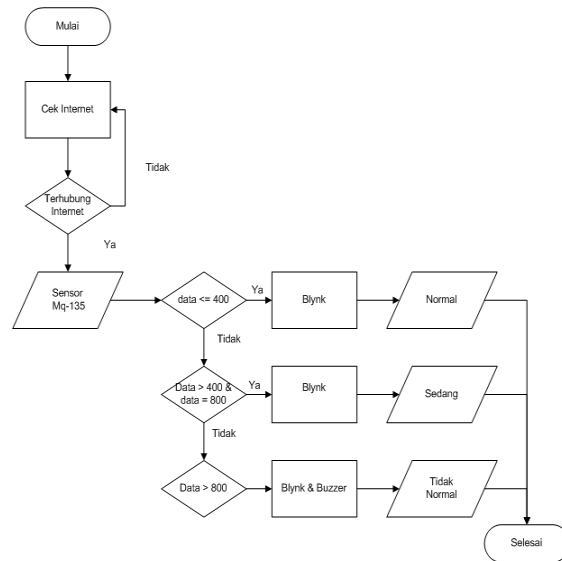 Mulai
Cek Internet
Tidak
Terhubung
Internet
Ya
Sensor
Mq-135
data <= 400
Ya
Blynk
Normal
Tidak
Data > 400 &
data = 800
Ya
Blynk
Sedang
Tidak
Data > 800
Blynk & Buzzer
Tidak
Normal
Selesai